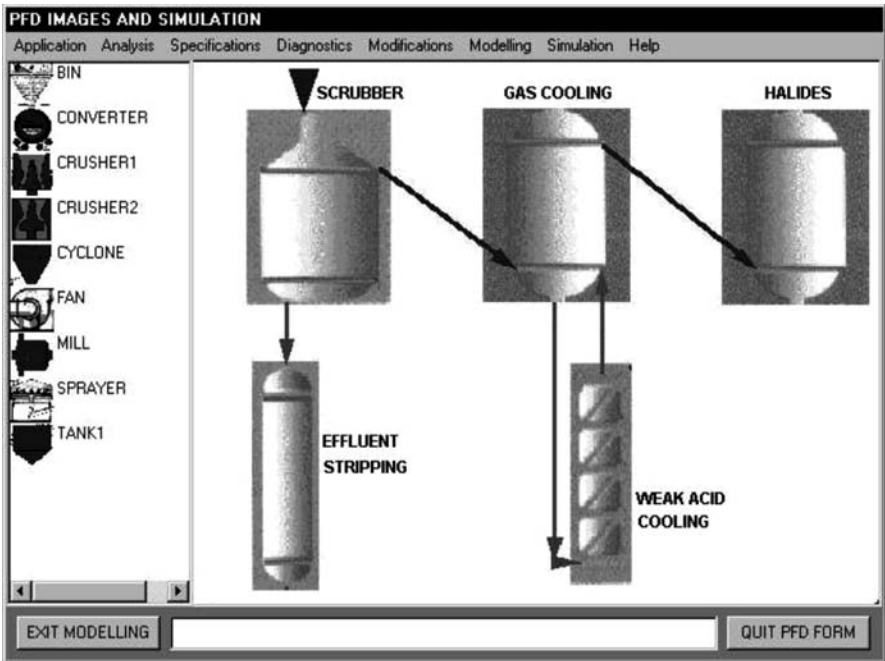 PFD IMAGES AND SIMULATION
Application Analysis Specifications Diagnostics Modifications Modelling Simulation Help
BIN
CONVERTER
CRUSHER1
CRUSHER2
CYCLONE
FAN
MILL
SPRAYER
TANK1
SCRUBBER
GAS COOLING
HALIDES
EFFLUENT
STRIPPING
WEAK ACID
COOLING
EXIT MODELLING
QUIT PFD FORM